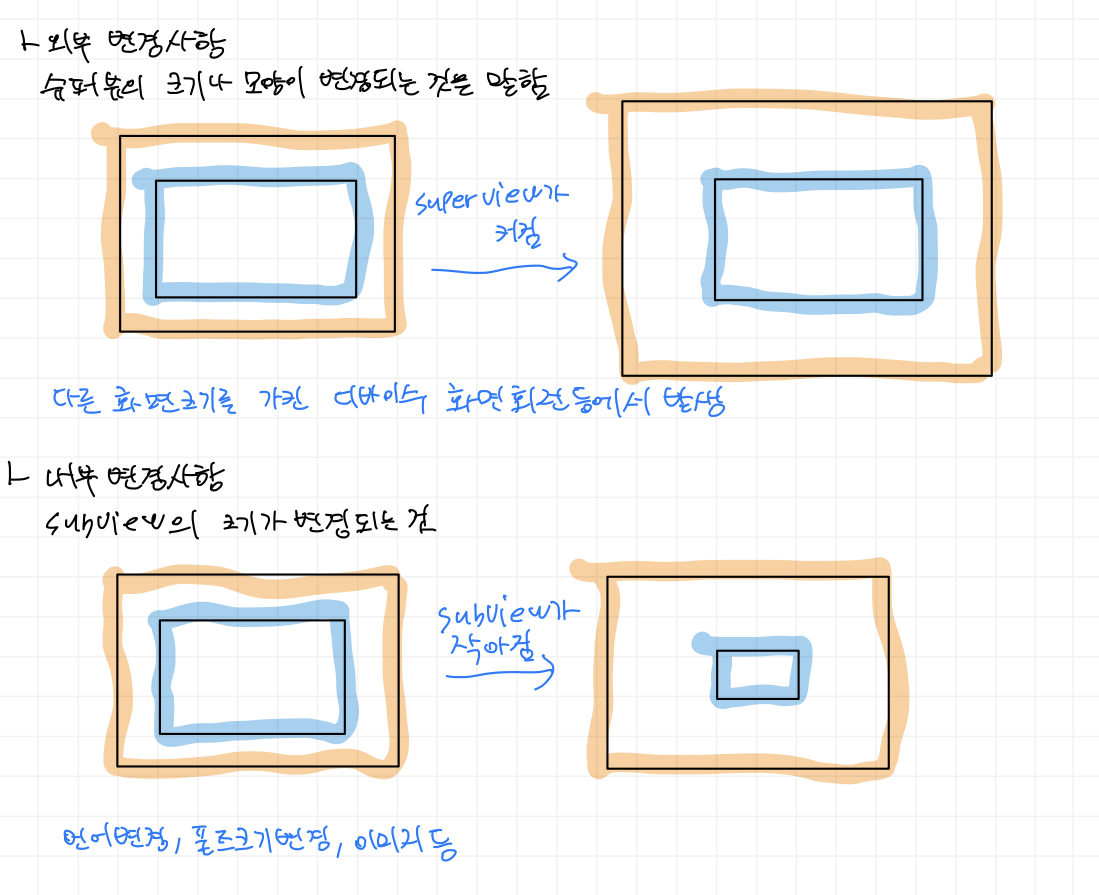 ㅏ 외부 변경사항
슈퍼뷰의 크기나 모양이 변경되는 것을 말함
superview가
커짐
다른 화면크기를 가진 디바이스 화면회전등에서 발생
ㅏ 내부 변경사항
subview의 크기가 변경되는 것
subview가
작아짐
언어변경, 폰트크기변경, 이미지 등